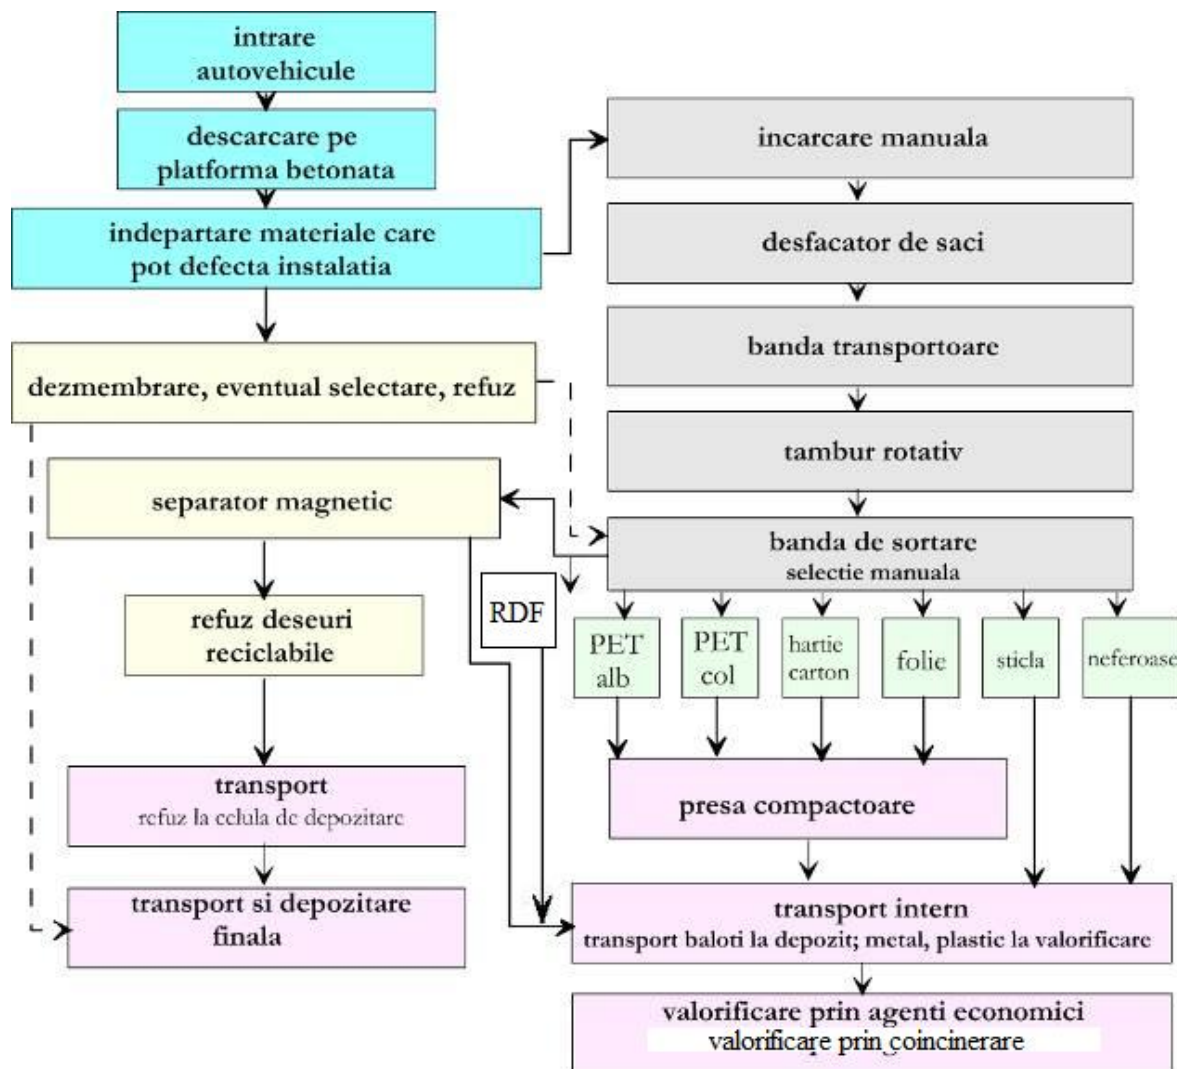 intrare
autovehicule
descarcare pe
platforma betonata
indepartare materiale care
pot defecta instalatia
dezmembrare, eventual selectare, refuz
separator magnetic
refuz deseuri
reciclabile
transport
refuz la celula de depozitare
transport si depozitare
finala
RDF
incarcare manuala
desfacator de saci
banda transportoare
tambur rotativ
banda de sortare
selectie manuala
PET
alb
PET
col
hartie
carton
folie
sticla
neferoase
presa compactoare
transport intern
transport baloti la depozit; metal, plastic la valorificare
valorificare prin agenti economici
valorificare prin coincinerare